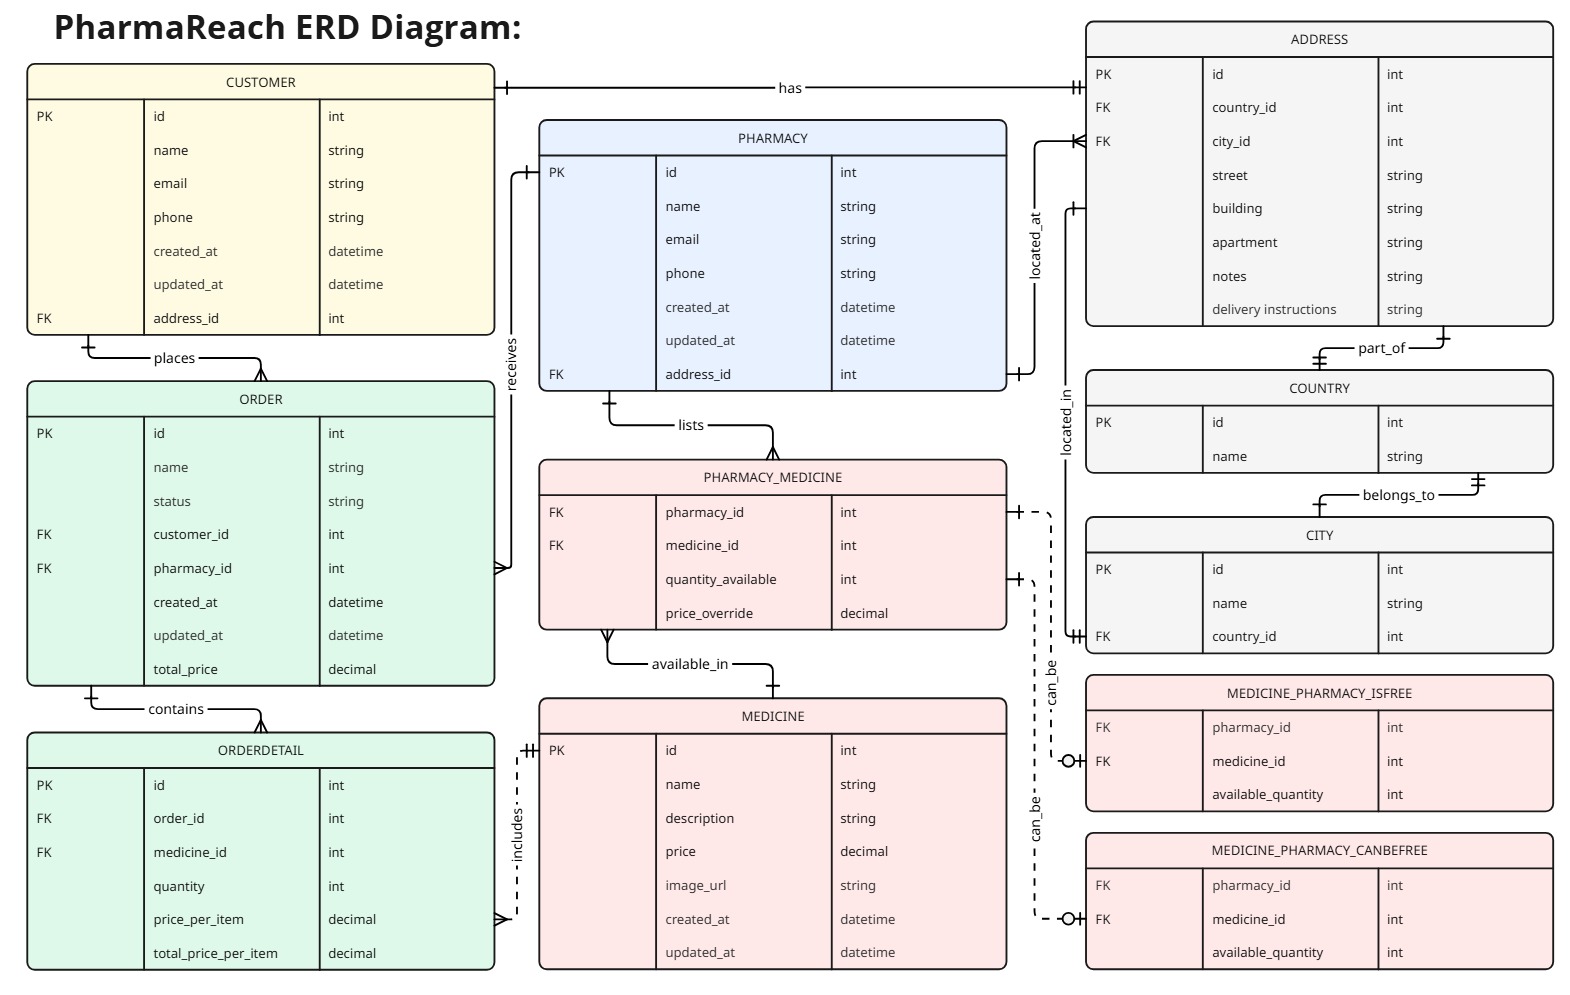 PharmaReach ERD Diagram:
CUSTOMER
PK id int
name string
email string
phone string
created_at datetime
updated_at datetime
FK address_id int
places
ORDER
PK id int
name string
status string
FK customer_id int
FK pharmacy_id int
created_at datetime
updated_at datetime
total_price decimal
contains
ORDERDETAIL
PK id int
FK order_id int
FK medicine_id int
quantity int
price_per_item decimal
total_price_per_item decimal
has
receives
includes
PHARMACY
PK id int
name string
email string
phone string
created_at datetime
updated_at datetime
FK address_id int
lists
PHARMACY_MEDICINE
FK pharmacy_id int
FK medicine_id int
quantity_available int
price_override decimal
available_in
MEDICINE
PK id int
name string
description string
price decimal
image_url string
created_at datetime
updated_at datetime
located_at
located_in
can_be
can_be
ADDRESS
PK id int
FK country_id int
FK city_id int
street string
building string
apartment string
notes string
delivery instructions string
part_of
COUNTRY
PK id int
name string
belongs_to
CITY
PK id int
name string
FK country_id int
MEDICINE_PHARMACY_ISFREE
FK pharmacy_id int
FK medicine_id int
available_quantity int
MEDICINE_PHARMACY_CANBEFREE
FK pharmacy_id int
FK medicine_id int
available_quantity int